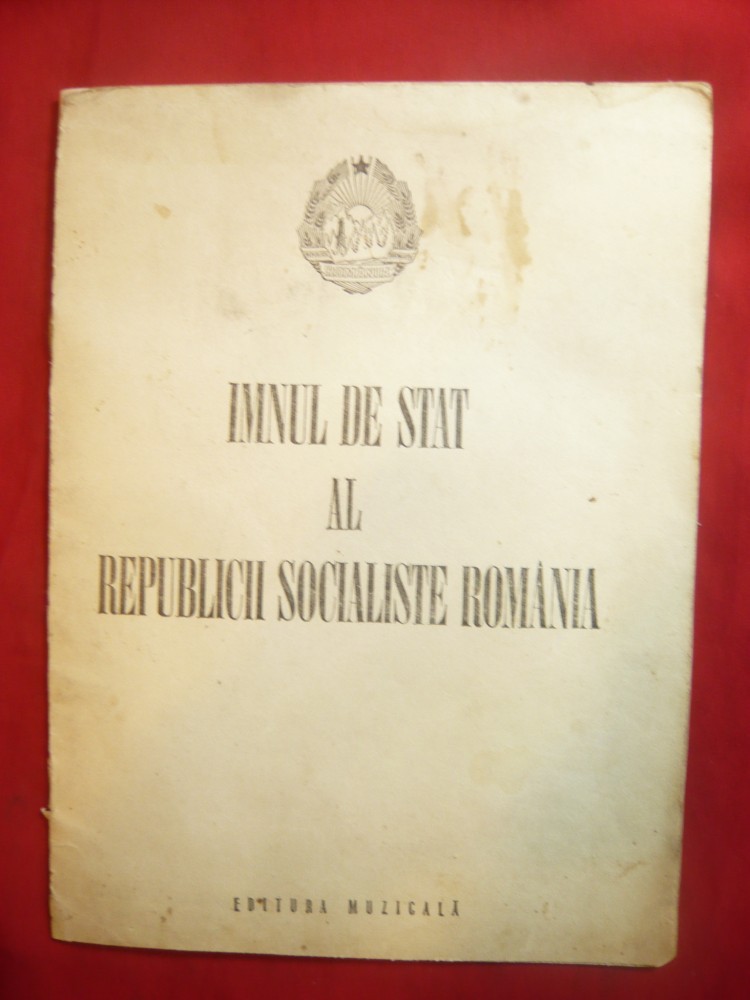 IMNUL DE STAT
AL
REPUBLICII SOCIALISTE ROMÂNIA
EDITURA MUZICALĂ